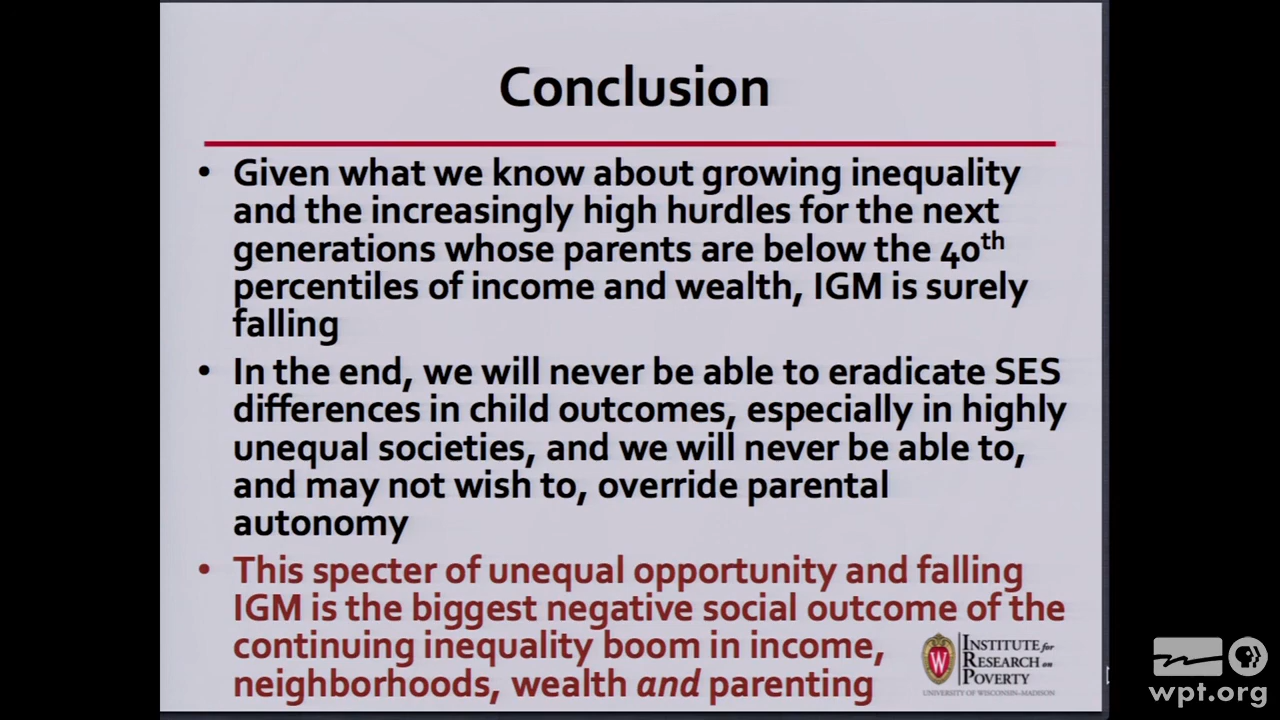 Conclusion
• Given what we know about growing inequality
and the increasingly high hurdles for the next
generations whose parents are below the 40th
percentiles of income and wealth, IGM is surely
falling
• In the end, we will never be able to eradicate SES
differences in child outcomes, especially in highly
unequal societies, and we will never be able to,
and may not wish to, override parental
autonomy
• This specter of unequal opportunity and falling
IGM is the biggest negative social outcome of the
continuing inequality boom in income,
neighborhoods, wealth and parenting
W
INSTITUTE for
RESEARCH on
POVERTY
UNIVERSITY OF WISCONSIN–MADISON
PBS
wpt.org